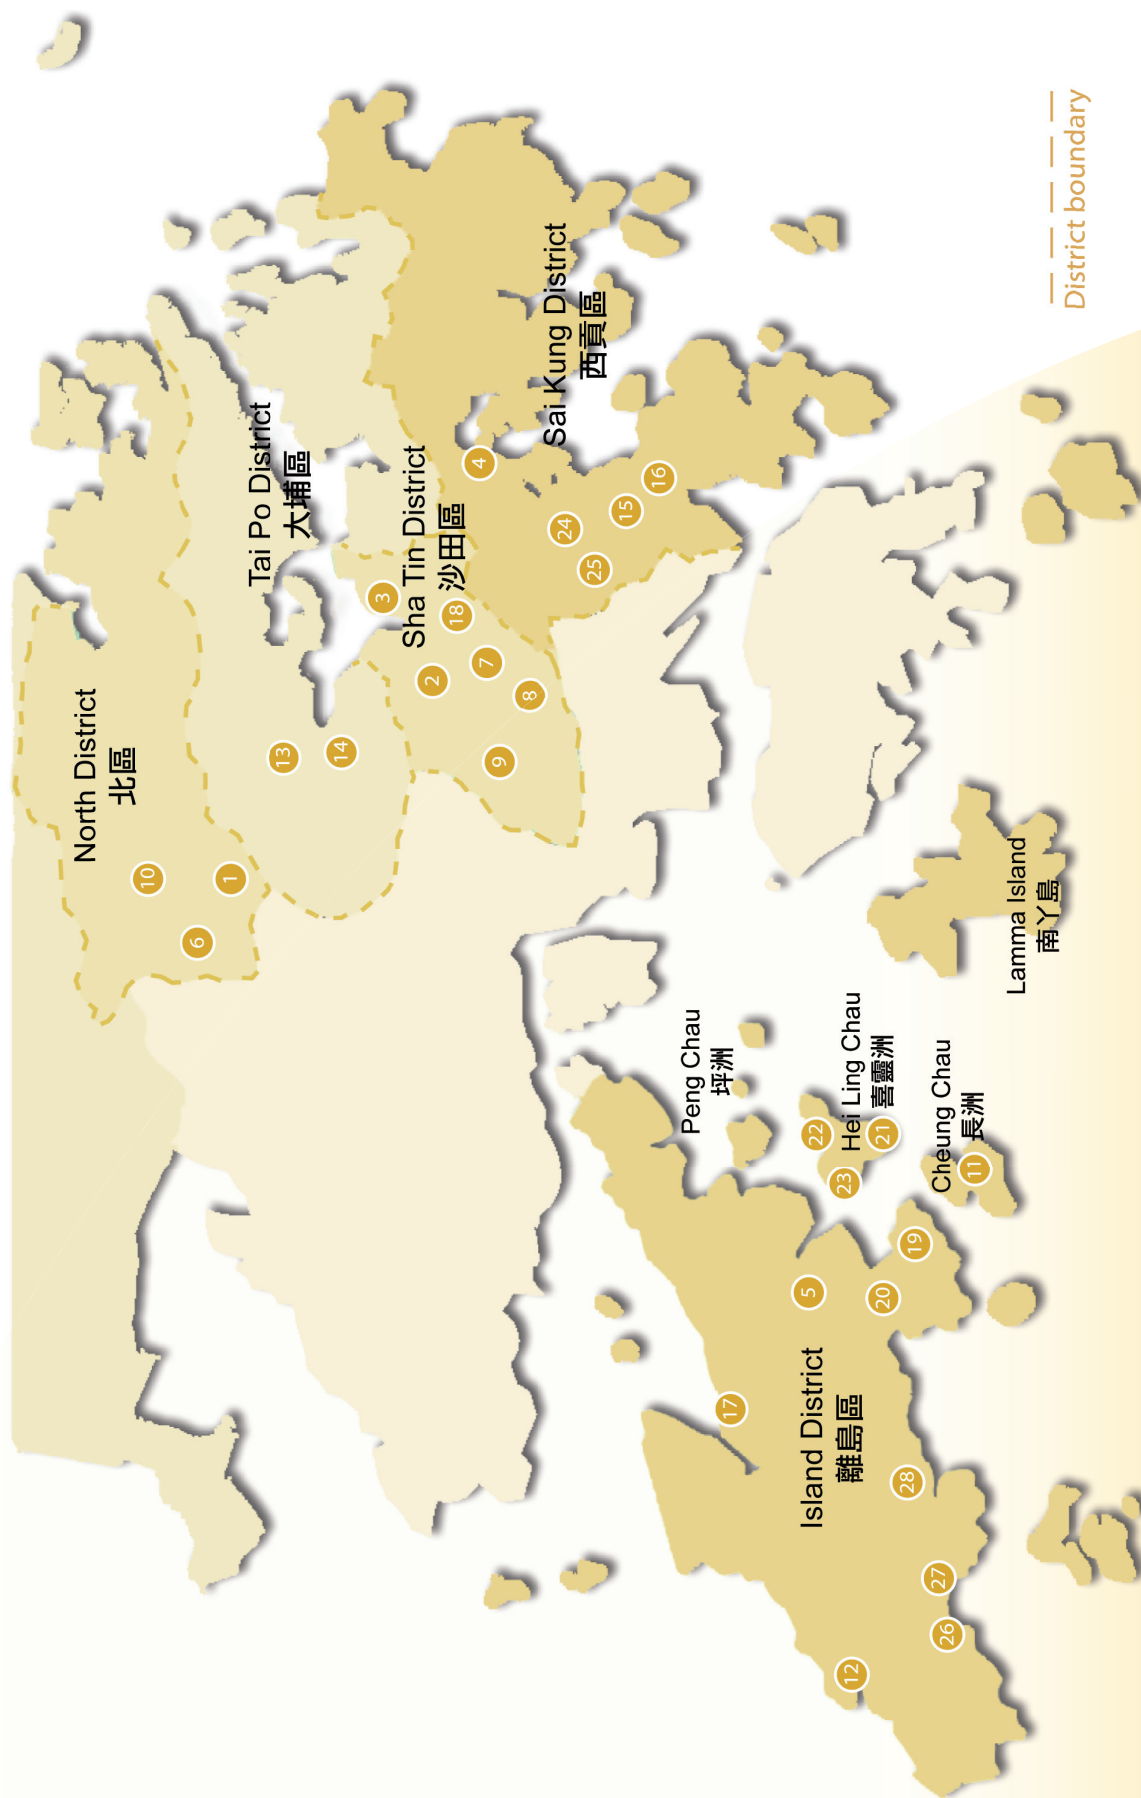 North District
北區
10
1
6
Tai Po District
大埔區
13
14
Sha Tin District
沙田區
3
18
2
7
8
9
Sai Kung District
西貢區
4
24
15
16
25
Peng Chau
坪洲
Hei Ling Chau
喜靈洲
22
21
23
Cheung Chau
長洲
11
Lamma Island
南丫島
Island District
離島區
5
19
20
17
28
27
26
12
District boundary